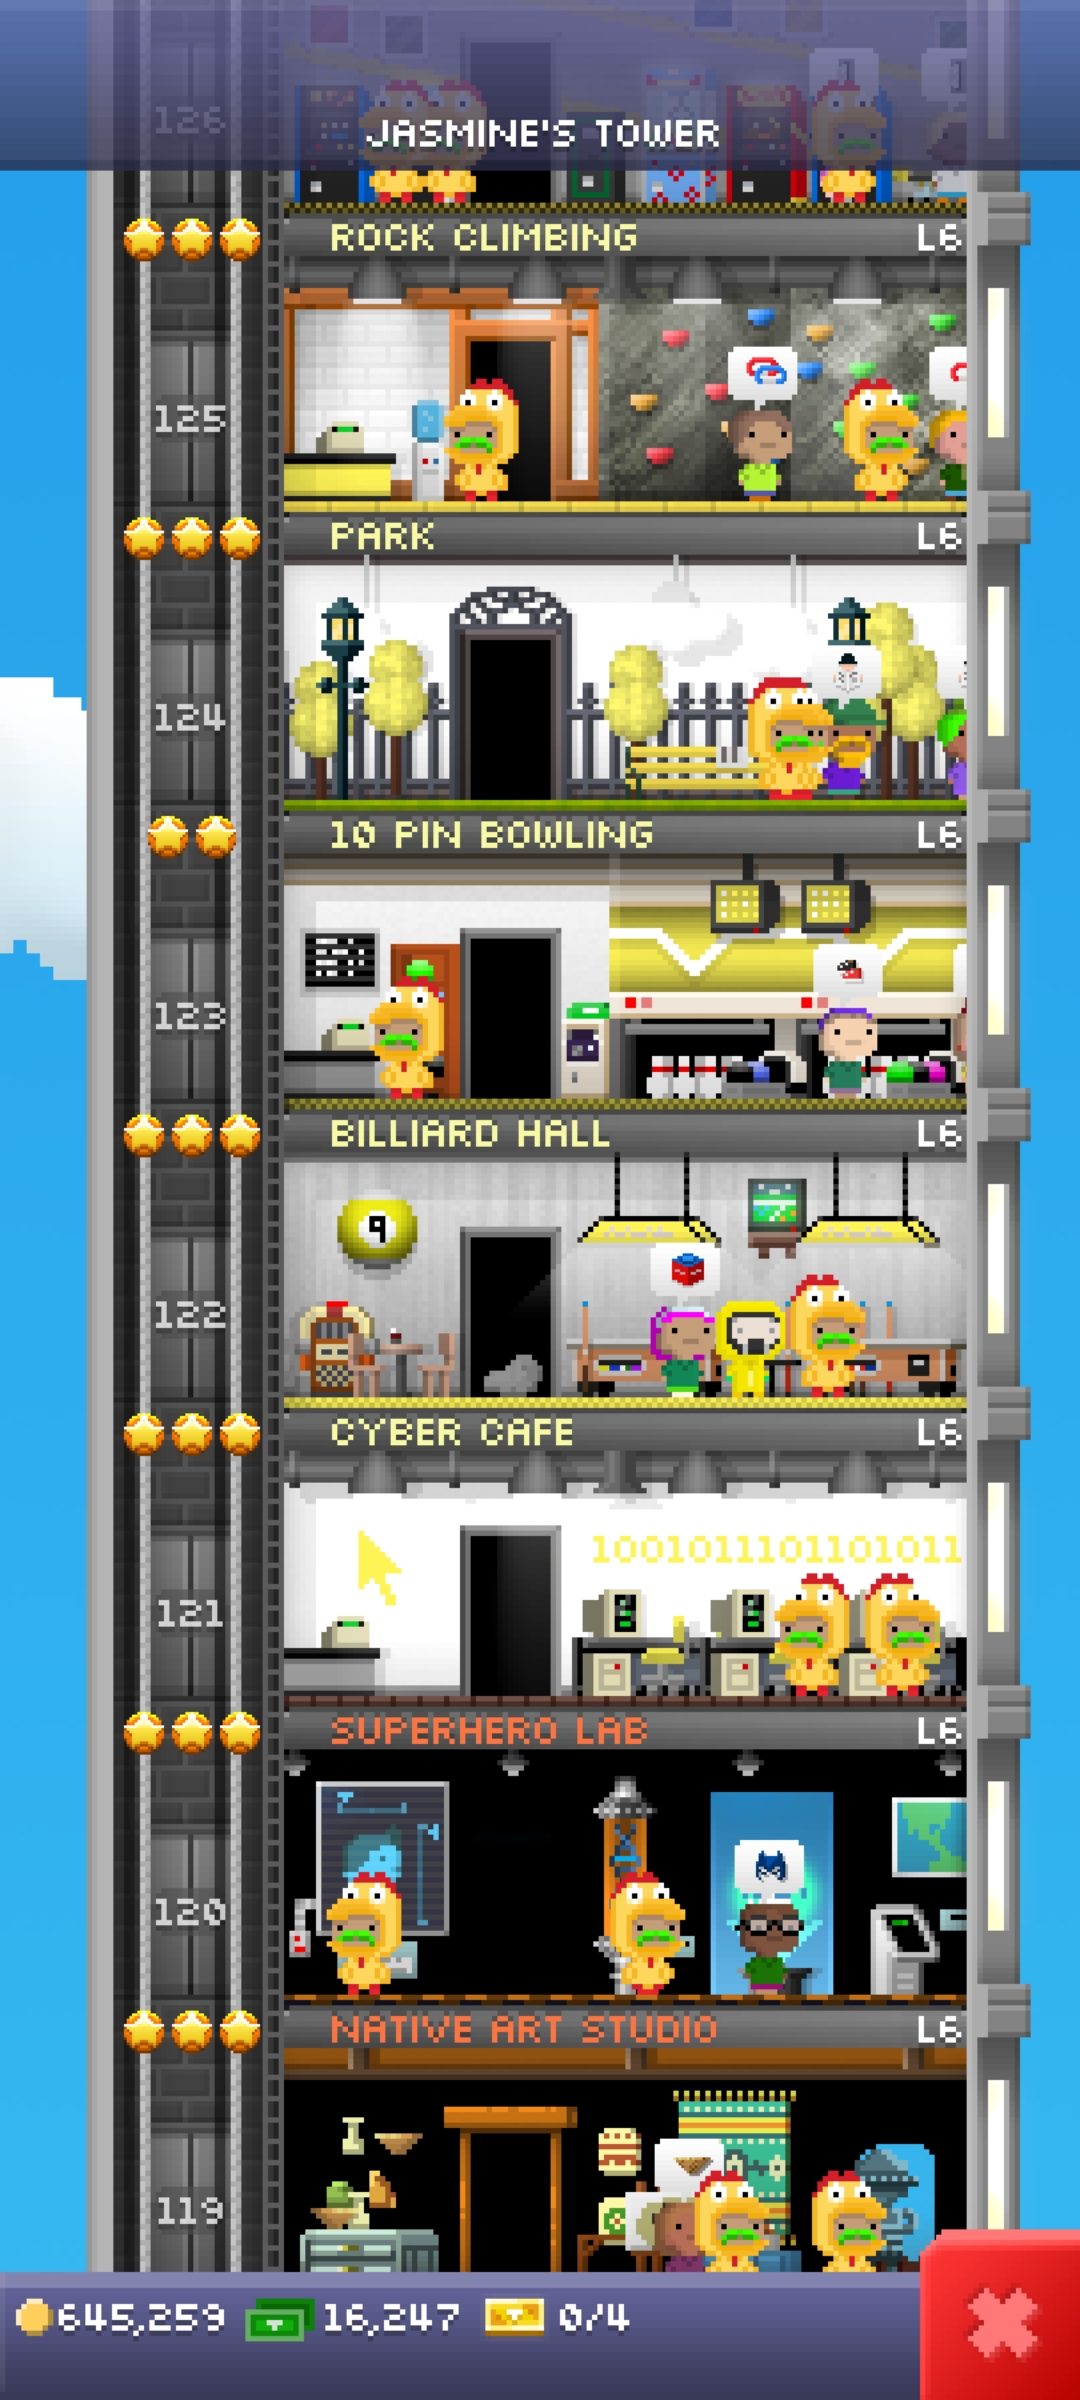 126
JASMINE'S TOWER
ROCK CLIMBING L6
125
PARK L6
124
10 PIN BOWLING L6
123
BILLIARD HALL L6
9
122
CYBER CAFE L6
1001011101101011
121
SUPERHERO LAB L6
120
NATIVE ART STUDIO L6
119
645,259 16,247 0/4